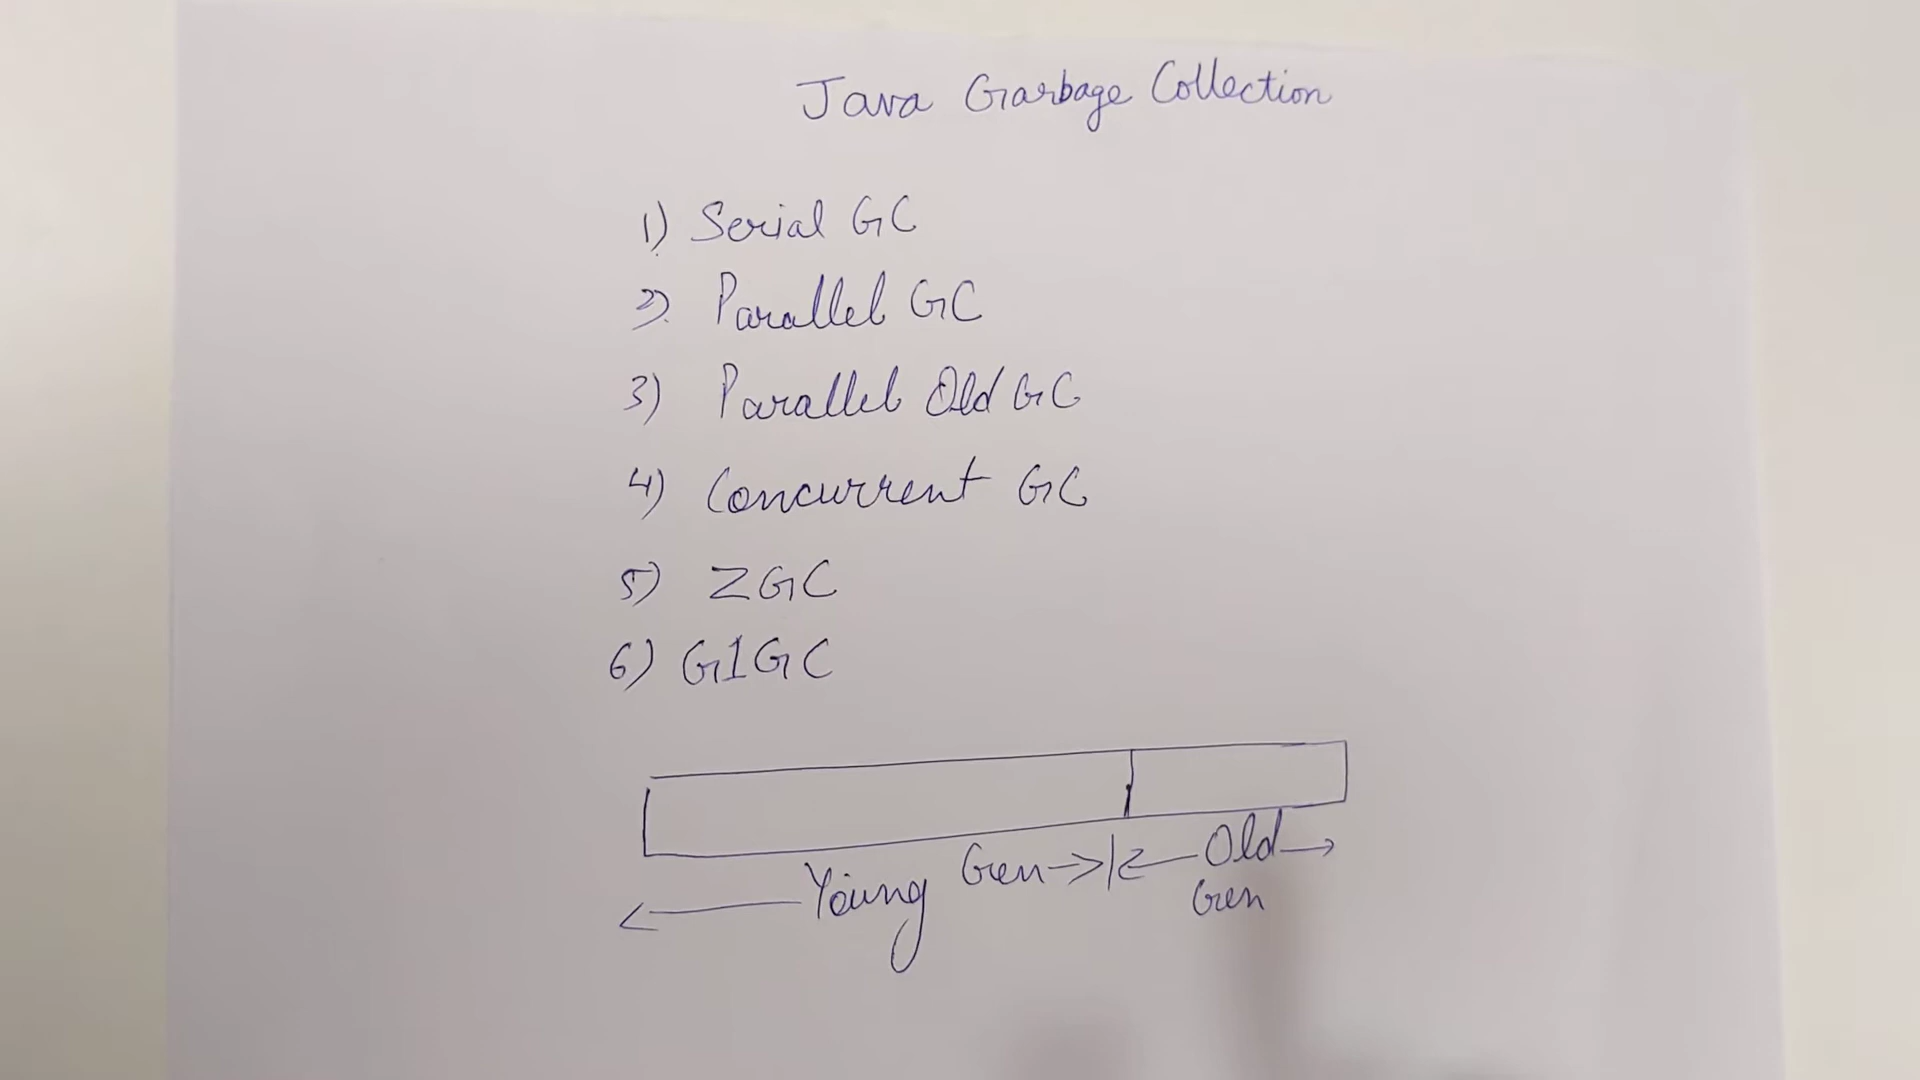 Java Garbage Collection
1) Serial GC
2) Parallel GC
3) Parallel Old GC
4) Concurrent GC
5) ZGC
6) G1GC
Young Gen
Old
Gen